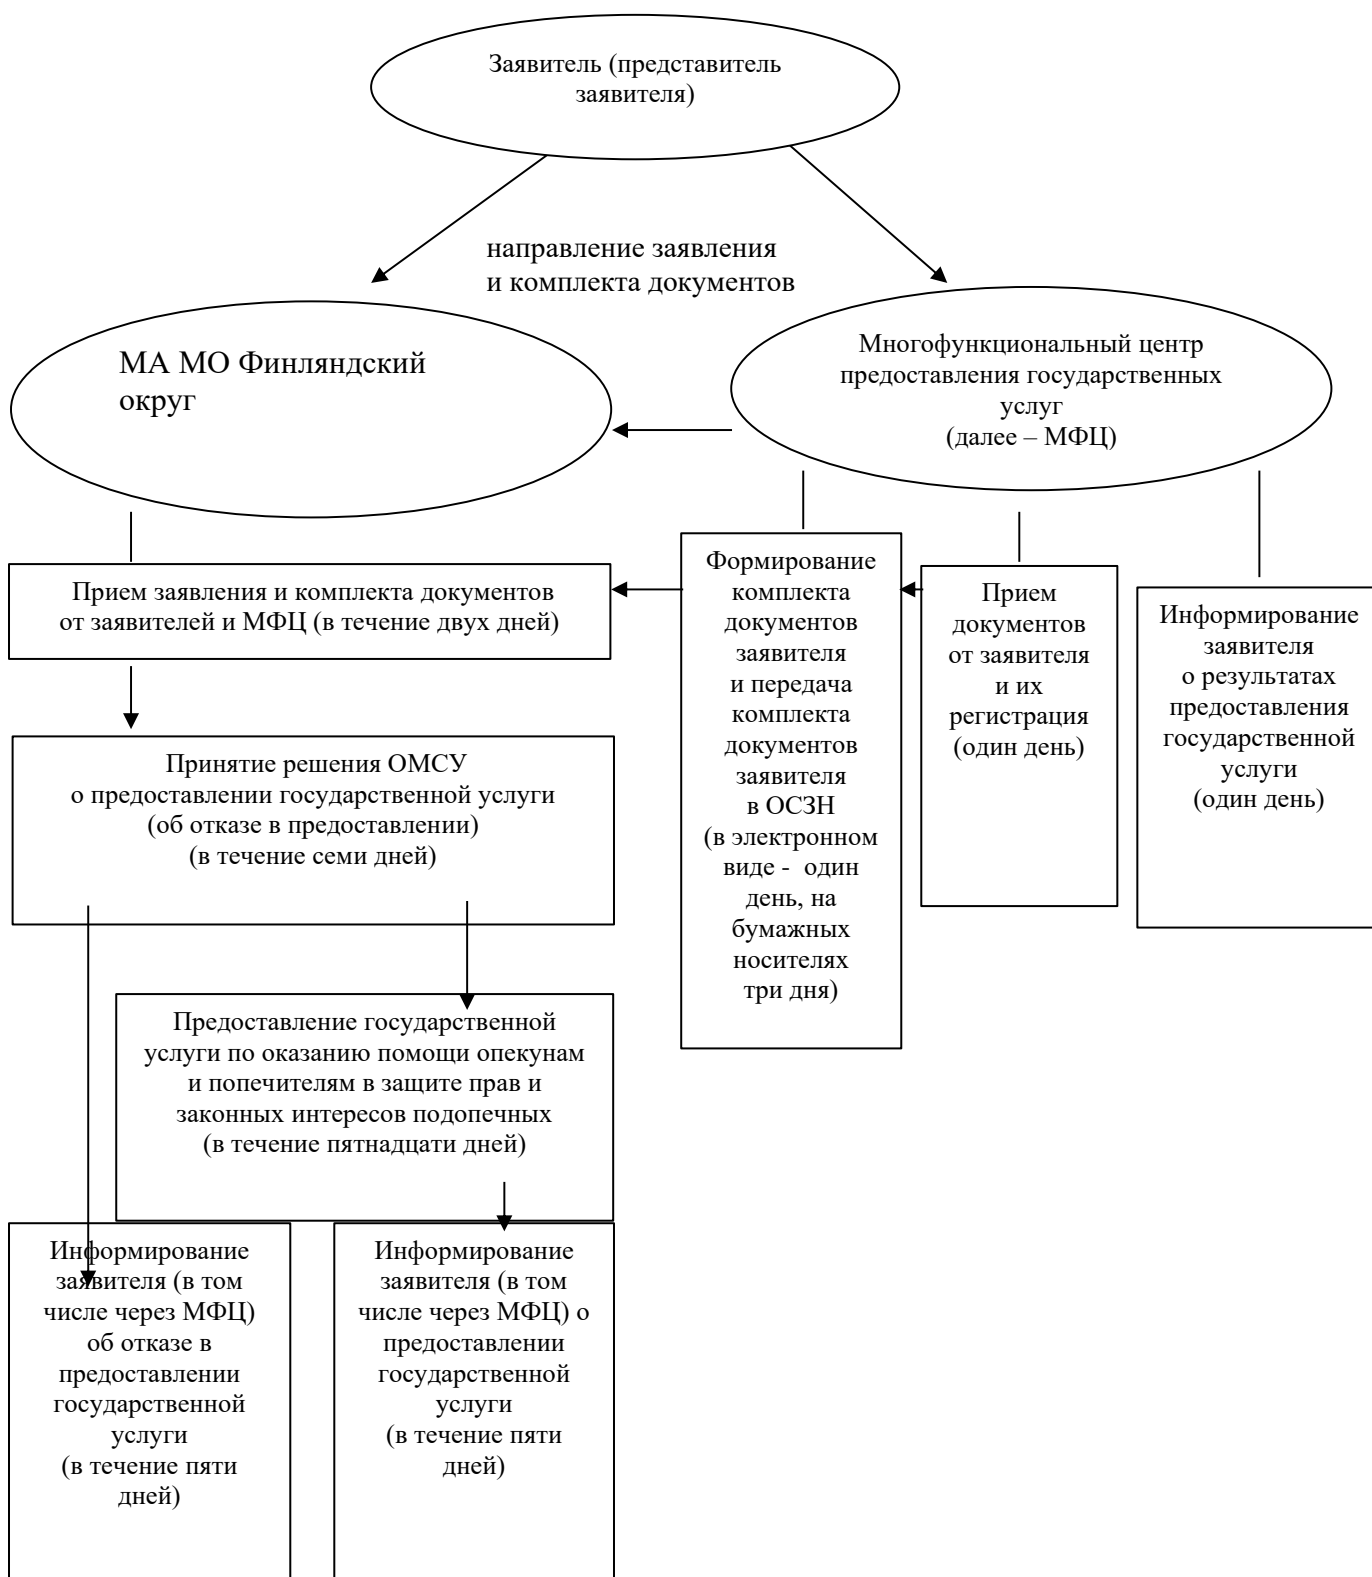 Заявитель (представитель
заявителя)
направление заявления
и комплекта документов
МА МО Финляндский
округ
Многофункциональный центр
предоставления государственных
услуг
(далее – МФЦ)
Прием заявления и комплекта документов
от заявителей и МФЦ (в течение двух дней)
Формирование
комплекта
документов
заявителя
и передача
комплекта
документов
заявителя
в ОСЗН
(в электронном
виде - один
день, на
бумажных
носителях
три дня)
Прием
документов
от заявителя
и их
регистрация
(один день)
Информирование
заявителя
о результатах
предоставления
государственной
услуги
(один день)
Принятие решения ОМСУ
о предоставлении государственной услуги
(об отказе в предоставлении)
(в течение семи дней)
Предоставление государственной
услуги по оказанию помощи опекунам
и попечителям в защите прав и
законных интересов подопечных
(в течение пятнадцати дней)
Информирование
заявителя (в том
числе через МФЦ)
об отказе в
предоставлении
государственной
услуги
(в течение пяти
дней)
Информирование
заявителя (в том
числе через МФЦ) о
предоставлении
государственной
услуги
(в течение пяти
дней)